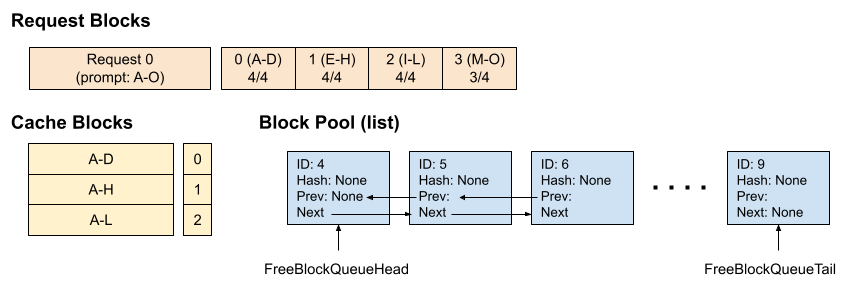 Request Blocks
Request 0
(prompt: A-O)
0 (A-D)
4/4
1 (E-H)
4/4
2 (I-L)
4/4
3 (M-O)
3/4
Cache Blocks
A-D
0
A-H
1
A-L
2
Block Pool (list)
ID: 4
Hash: None
Prev: None
Next
ID: 5
Hash: None
Prev:
Next
ID: 6
Hash: None
Prev:
Next
. . . .
ID: 9
Hash: None
Prev:
Next: None
FreeBlockQueueHead
FreeBlockQueueTail